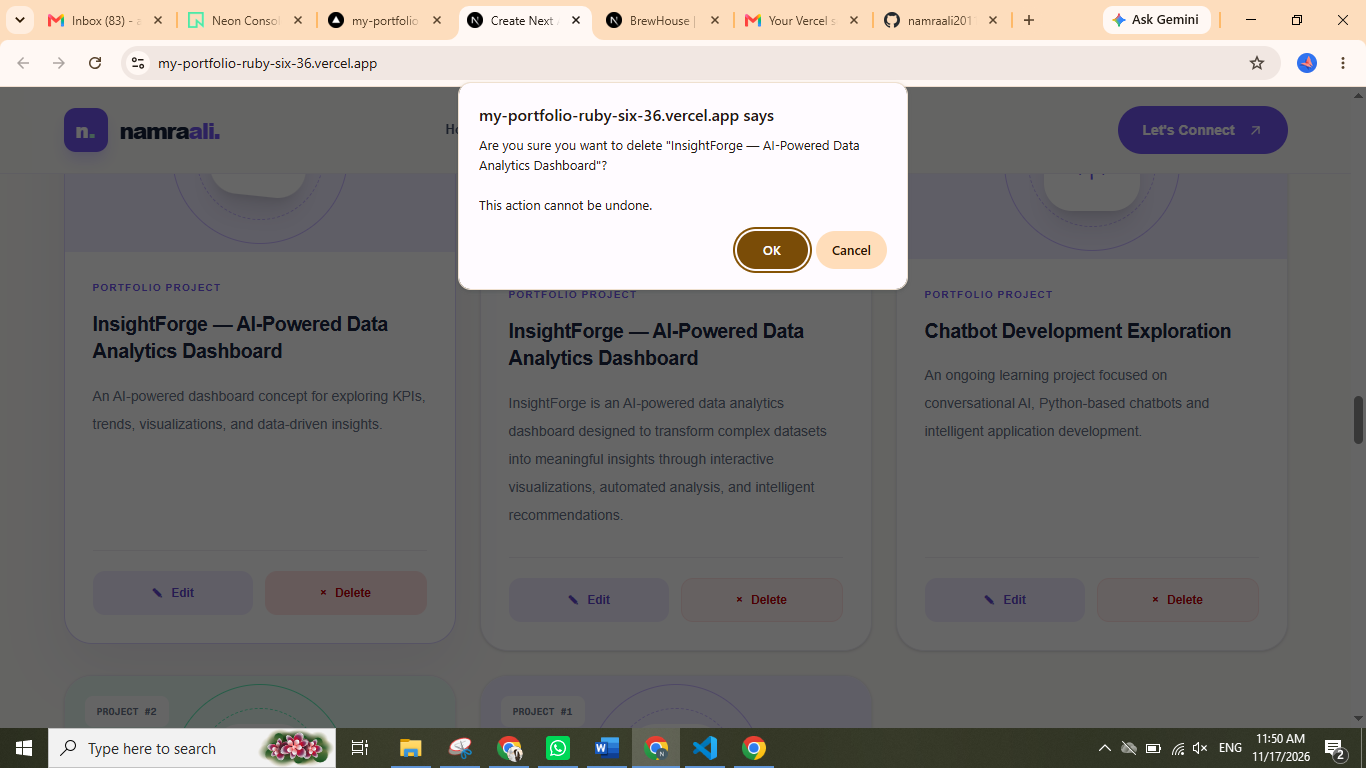 Inbox (83) - a
Neon Consol
my-portfolio
Create Next A
BrewHouse |
Your Vercel s
namraali201
Ask Gemini
my-portfolio-ruby-six-36.vercel.app
n.
namraali.
Ho
Let's Connect
my-portfolio-ruby-six-36.vercel.app says
Are you sure you want to delete "InsightForge — AI-Powered Data
Analytics Dashboard"?
This action cannot be undone.
OK
Cancel
PORTFOLIO PROJECT
InsightForge — AI-Powered Data
Analytics Dashboard
An AI-powered dashboard concept for exploring KPIs,
trends, visualizations, and data-driven insights.
Edit
× Delete
PORTFOLIO PROJECT
InsightForge — AI-Powered Data
Analytics Dashboard
InsightForge is an AI-powered data analytics
dashboard designed to transform complex datasets
into meaningful insights through interactive
visualizations, automated analysis, and intelligent
recommendations.
Edit
× Delete
PORTFOLIO PROJECT
Chatbot Development Exploration
An ongoing learning project focused on
conversational AI, Python-based chatbots and
intelligent application development.
Edit
× Delete
PROJECT #2
PROJECT #1
Type here to search
ENG
11:50 AM
11/17/2026
2